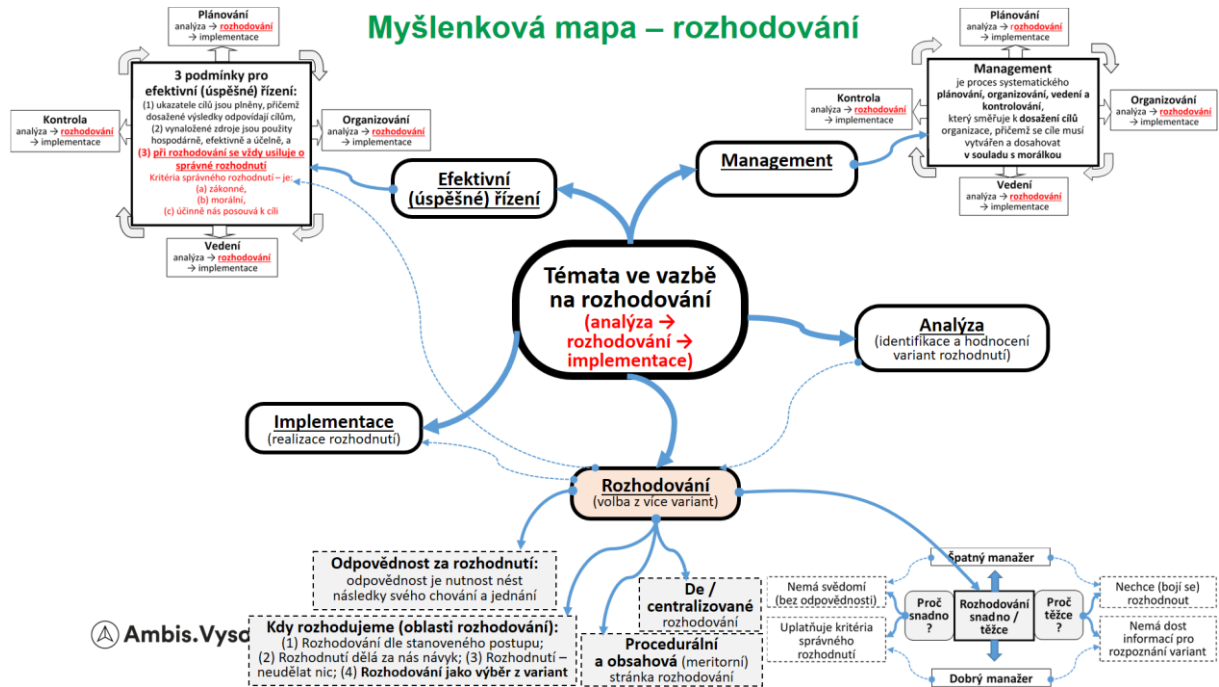 Myšlenková mapa – rozhodování
Plánování
analýza → rozhodování
→ implementace
3 podmínky pro
efektivní (úspěšné) řízení:
(1) ukazatele cílů jsou plněny, přičemž
dosažené výsledky odpovídají cílům,
(2) vynaložené zdroje jsou použity
hospodárně, efektivně a účelně, a
(3) při rozhodování se vždy usiluje o
správné rozhodnutí
Kritéria správného rozhodnutí – je:
(a) zákonné,
(b) morální,
(c) účinně nás posouvá k cíli
Kontrola
analýza → rozhodování
→ implementace
Organizování
analýza → rozhodování
→ implementace
Vedení
analýza → rozhodování
→ implementace
Plánování
analýza → rozhodování
→ implementace
Management
je proces systematického
plánování, organizování, vedení a
kontrolování,
který směřuje k dosažení cílů
organizace, přičemž se cíle musí
vytvářen a dosahovat
v souladu s morálkou
Kontrola
analýza → rozhodování
→ implementace
Organizování
analýza → rozhodování
→ implementace
Vedení
analýza → rozhodování
→ implementace
Efektivní
(úspěšné) řízení
Management
Témata ve vazbě
na rozhodování
(analýza →
rozhodování →
implementace)
Analýza
(identifikace a hodnocení
variant rozhodnutí)
Implementace
(realizace rozhodnutí)
Rozhodování
(volba z více variant)
Odpovědnost za rozhodnutí:
odpovědnost je nutnost nést
následky svého chování a jednání
Kdy rozhodujeme (oblasti rozhodování):
(1) Rozhodování dle stanoveného postupu;
(2) Rozhodnutí dělá za nás návyk; (3) Rozhodnutí –
neudělat nic; (4) Rozhodování jako výběr z variant
De /
centralizované
rozhodování
Procedurální
a obsahová (meritorní)
stránka rozhodování
Špatný manažer
Nemá svědomí
(bez odpovědnosti)
Uplatňuje kritéria
správného
rozhodnutí
Proč
snadno
?
Rozhodování
snadno /
těžce
Proč
těžce
?
Nechce (bojí se)
rozhodnout
Nemá dost
informací pro
rozpoznání variant
Dobrý manažer
Ambis.Vyso